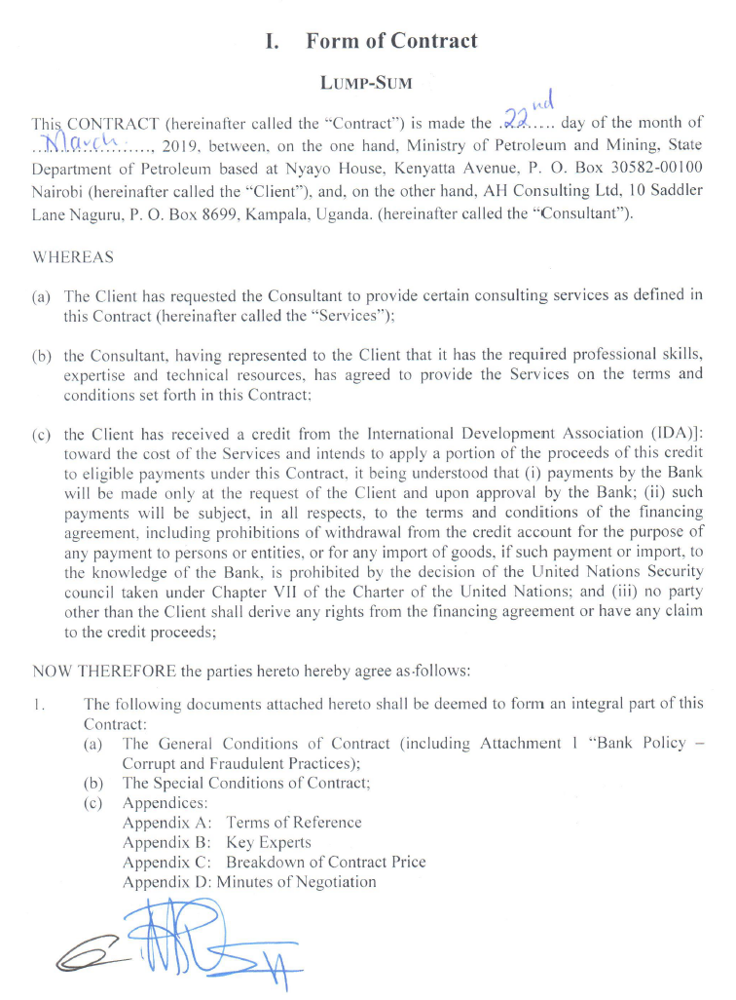 I. Form of Contract
LUMP-SUM
This CONTRACT (hereinafter called the “Contract”) is made the .22nd..... day of the month of
...March......, 2019, between, on the one hand, Ministry of Petroleum and Mining, State
Department of Petroleum based at Nyayo House, Kenyatta Avenue, P. O. Box 30582-00100
Nairobi (hereinafter called the “Client”), and, on the other hand, AH Consulting Ltd, 10 Saddler
Lane Naguru, P. O. Box 8699, Kampala, Uganda. (hereinafter called the “Consultant”).
WHEREAS
(a) The Client has requested the Consultant to provide certain consulting services as defined in
this Contract (hereinafter called the “Services”);
(b) the Consultant, having represented to the Client that it has the required professional skills,
expertise and technical resources, has agreed to provide the Services on the terms and
conditions set forth in this Contract;
(c) the Client has received a credit from the International Development Association (IDA)]:
toward the cost of the Services and intends to apply a portion of the proceeds of this credit
to eligible payments under this Contract, it being understood that (i) payments by the Bank
will be made only at the request of the Client and upon approval by the Bank; (ii) such
payments will be subject, in all respects, to the terms and conditions of the financing
agreement, including prohibitions of withdrawal from the credit account for the purpose of
any payment to persons or entities, or for any import of goods, if such payment or import, to
the knowledge of the Bank, is prohibited by the decision of the United Nations Security
council taken under Chapter VII of the Charter of the United Nations; and (iii) no party
other than the Client shall derive any rights from the financing agreement or have any claim
to the credit proceeds;
NOW THEREFORE the parties hereto hereby agree as follows:
1. The following documents attached hereto shall be deemed to form an integral part of this
Contract:
(a) The General Conditions of Contract (including Attachment 1 “Bank Policy –
Corrupt and Fraudulent Practices);
(b) The Special Conditions of Contract;
(c) Appendices:
Appendix A: Terms of Reference
Appendix B: Key Experts
Appendix C: Breakdown of Contract Price
Appendix D: Minutes of Negotiation